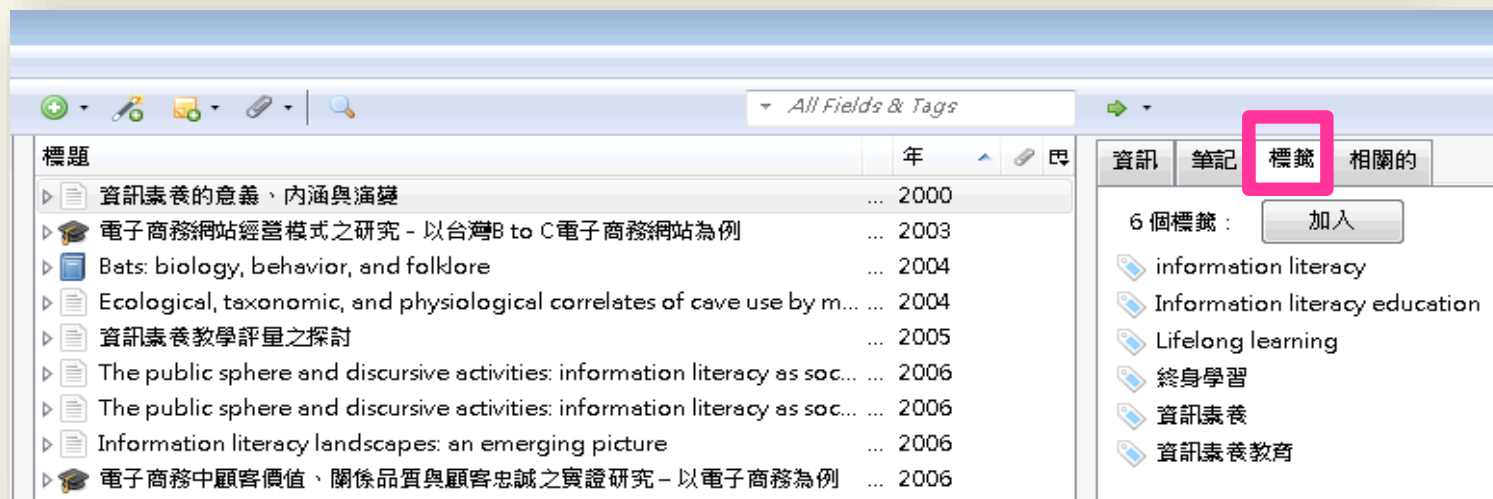 All Fields & Tags
標題 年
資訊素養的意義、內涵與演變 ... 2000
電子商務網站經營模式之研究 - 以台灣B to C電子商務網站為例 ... 2003
Bats: biology, behavior, and folklore ... 2004
Ecological, taxonomic, and physiological correlates of cave use by m... ... 2004
資訊素養教學評量之探討 ... 2005
The public sphere and discursive activities: information literacy as soc... ... 2006
The public sphere and discursive activities: information literacy as soc... ... 2006
Information literacy landscapes: an emerging picture ... 2006
電子商務中顧客價值、關係品質與顧客忠誠之實證研究 – 以電子商務為例 ... 2006
資訊 筆記 標籤 相關的
6 個標籤： 加入
information literacy
Information literacy education
Lifelong learning
終身學習
資訊素養
資訊素養教育